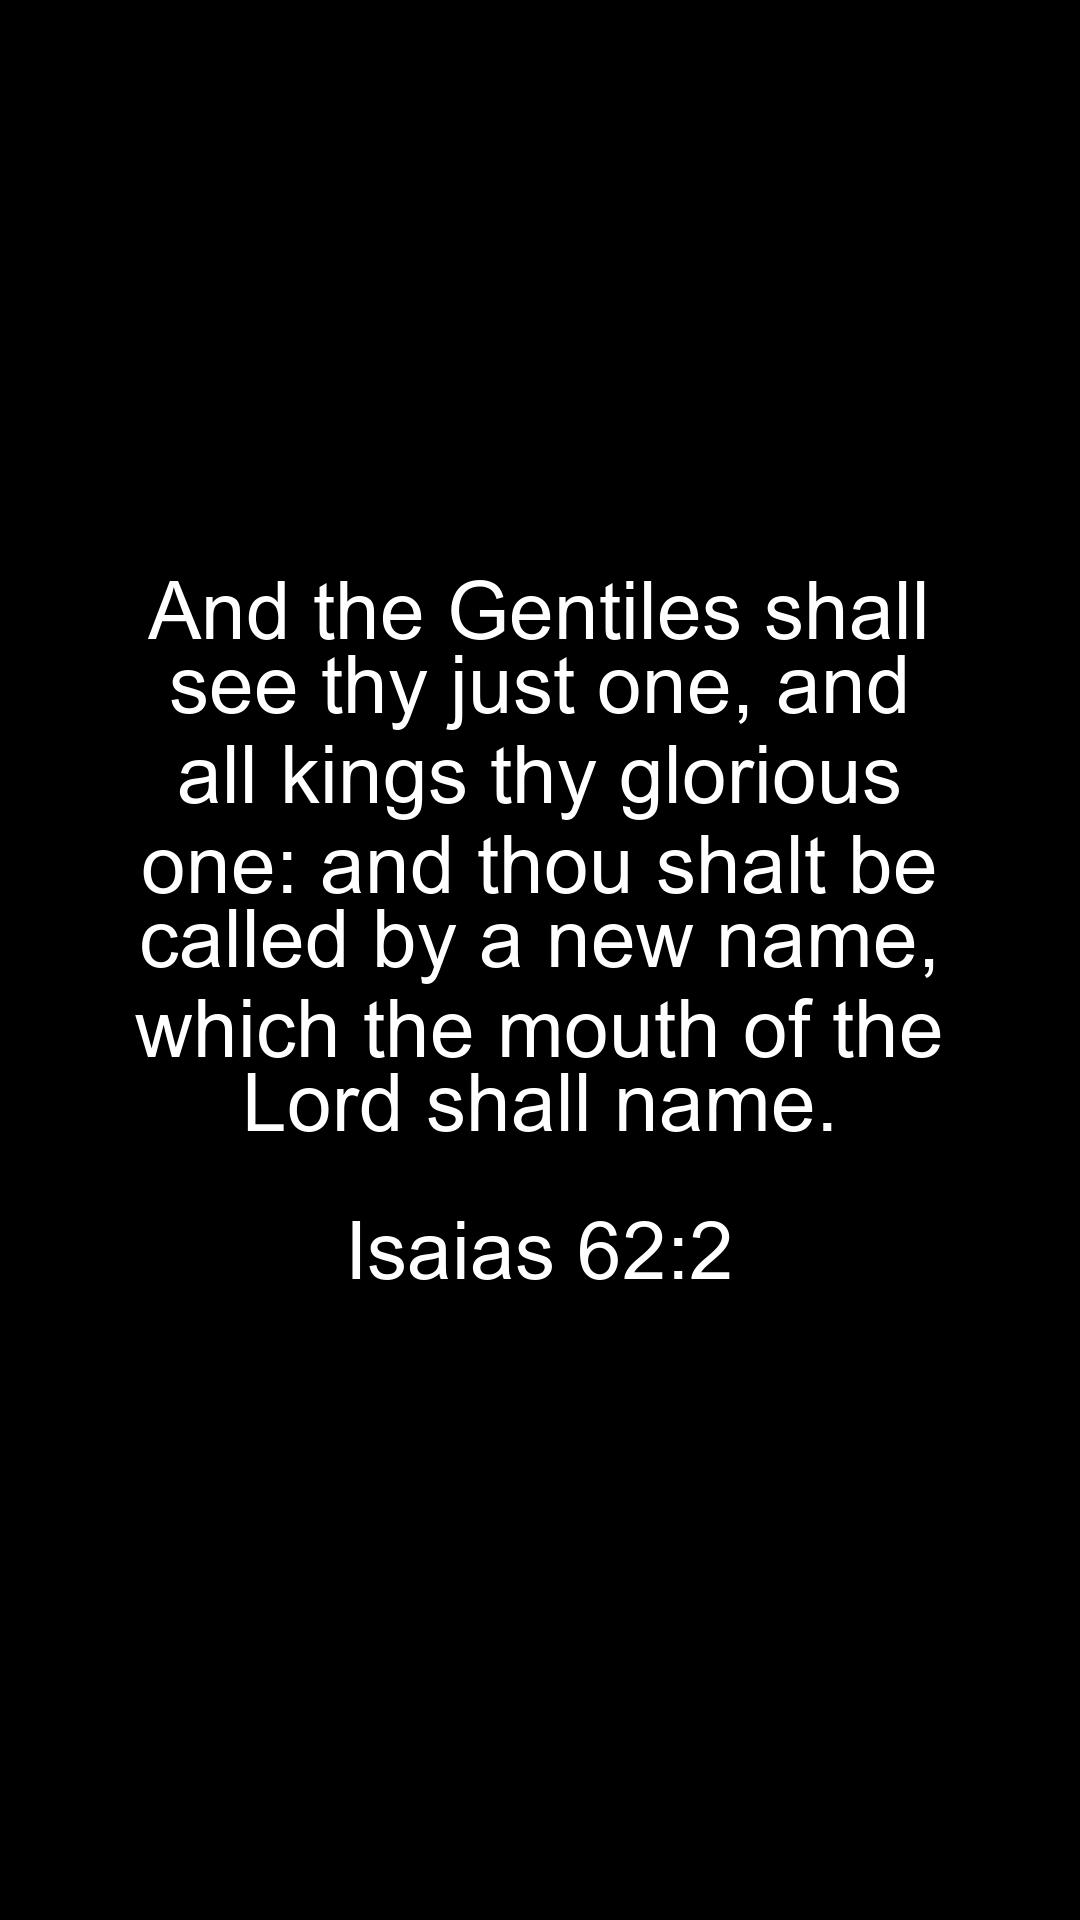 And the Gentiles shall
see thy just one, and
all kings thy glorious
one: and thou shalt be
called by a new name,
which the mouth of the
Lord shall name.
Isaias 62:2